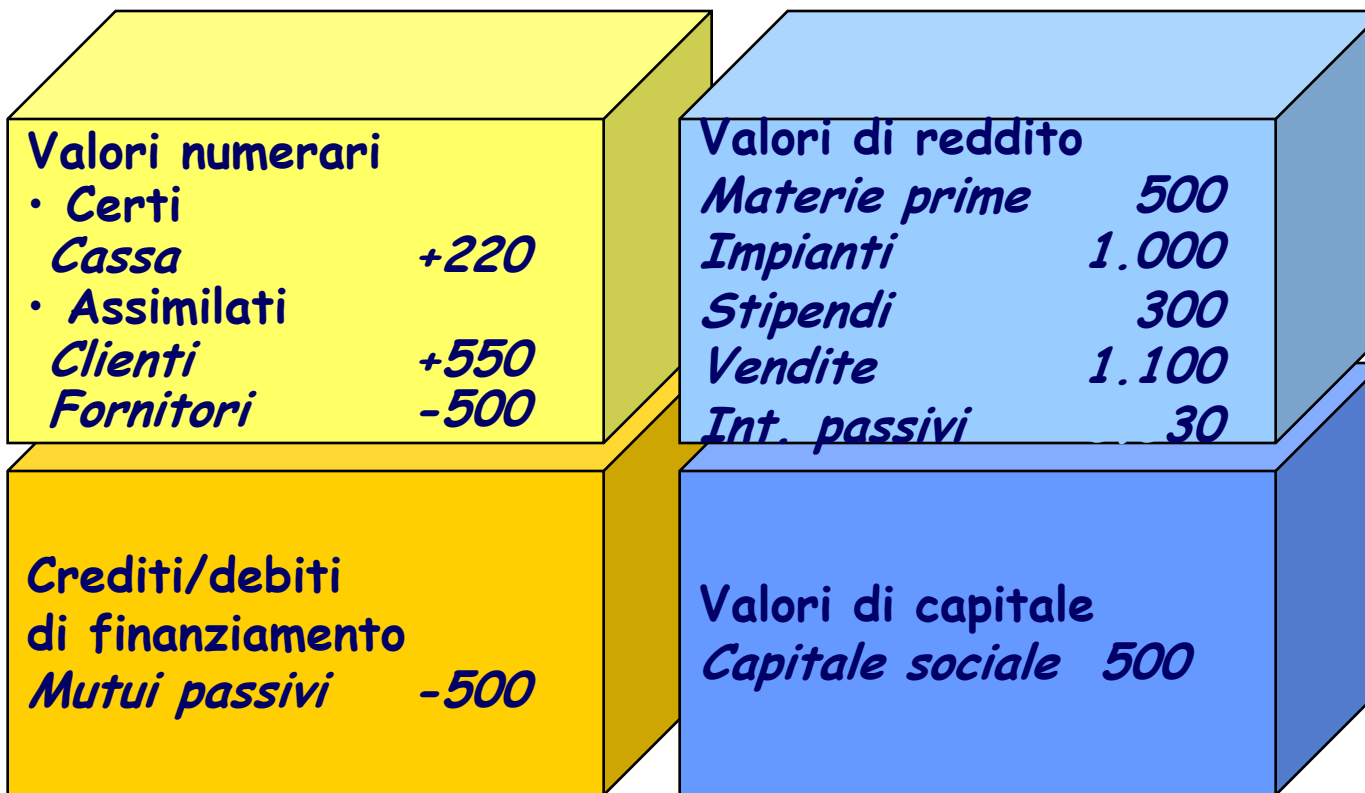 Valori numerari
• Certi
Cassa +220
• Assimilati
Clienti +550
Fornitori -500
Valori di reddito
Materie prime 500
Impianti 1.000
Stipendi 300
Vendite 1.100
Int. passivi 30
Crediti/debiti
di finanziamento
Mutui passivi -500
Valori di capitale
Capitale sociale 500